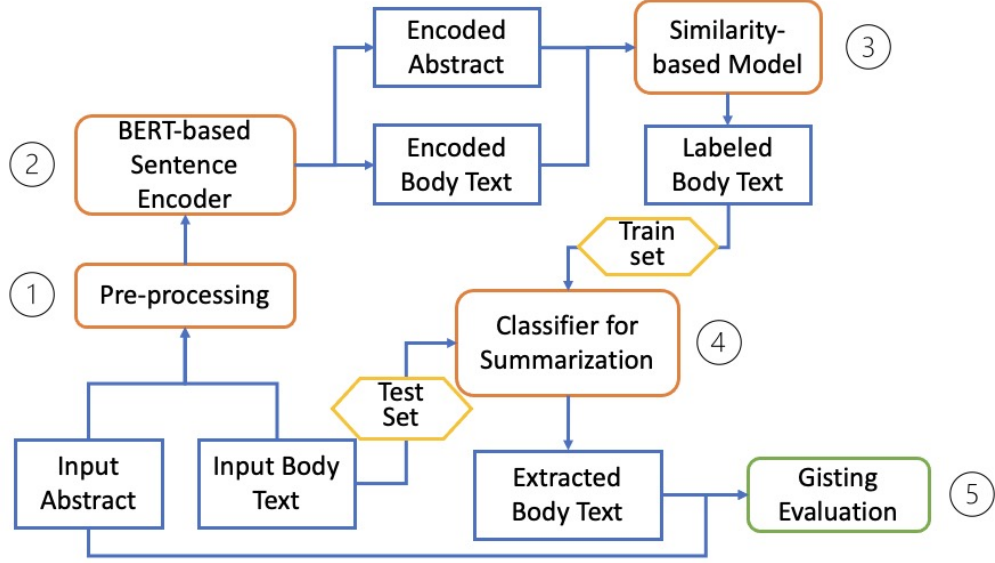 Encoded
Abstract
Similarity-
based Model
3
BERT-based
Sentence
Encoder
2
Encoded
Body Text
Labeled
Body Text
Train
set
Pre-processing
1
Classifier for
Summarization
4
Test
Set
Input
Abstract
Input Body
Text
Extracted
Body Text
Gisting
Evaluation
5